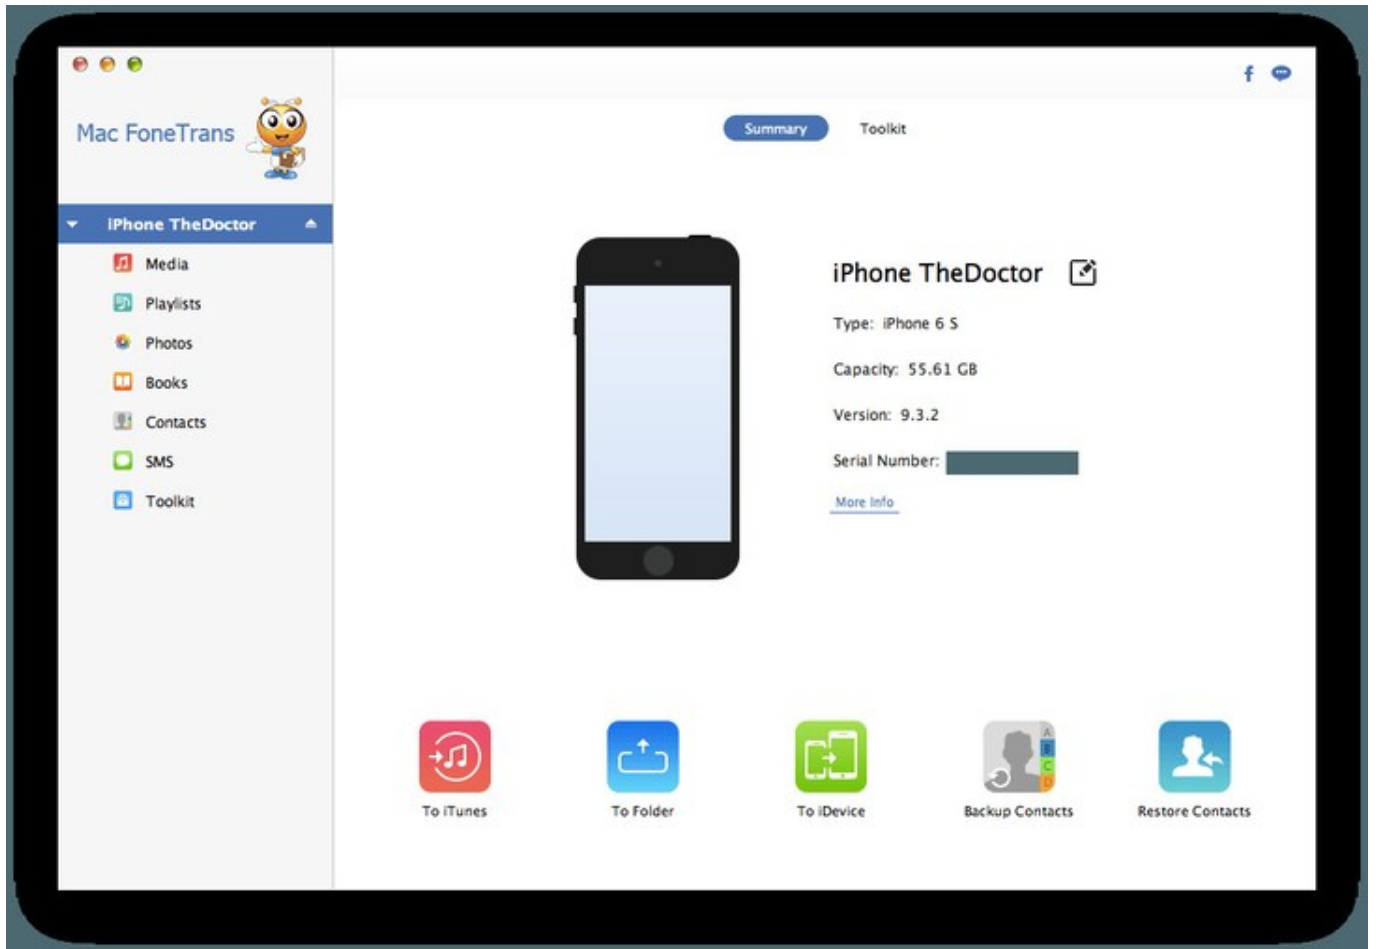 Mac FoneTrans
Summary Toolkit
iPhone TheDoctor
Media
Playlists
Photos
Books
Contacts
SMS
Toolkit
iPhone TheDoctor
Type: iPhone 6 S
Capacity: 55.61 GB
Version: 9.3.2
Serial Number:
More Info
A
B
C
D
To iTunes
To Folder
To iDevice
Backup Contacts
Restore Contacts